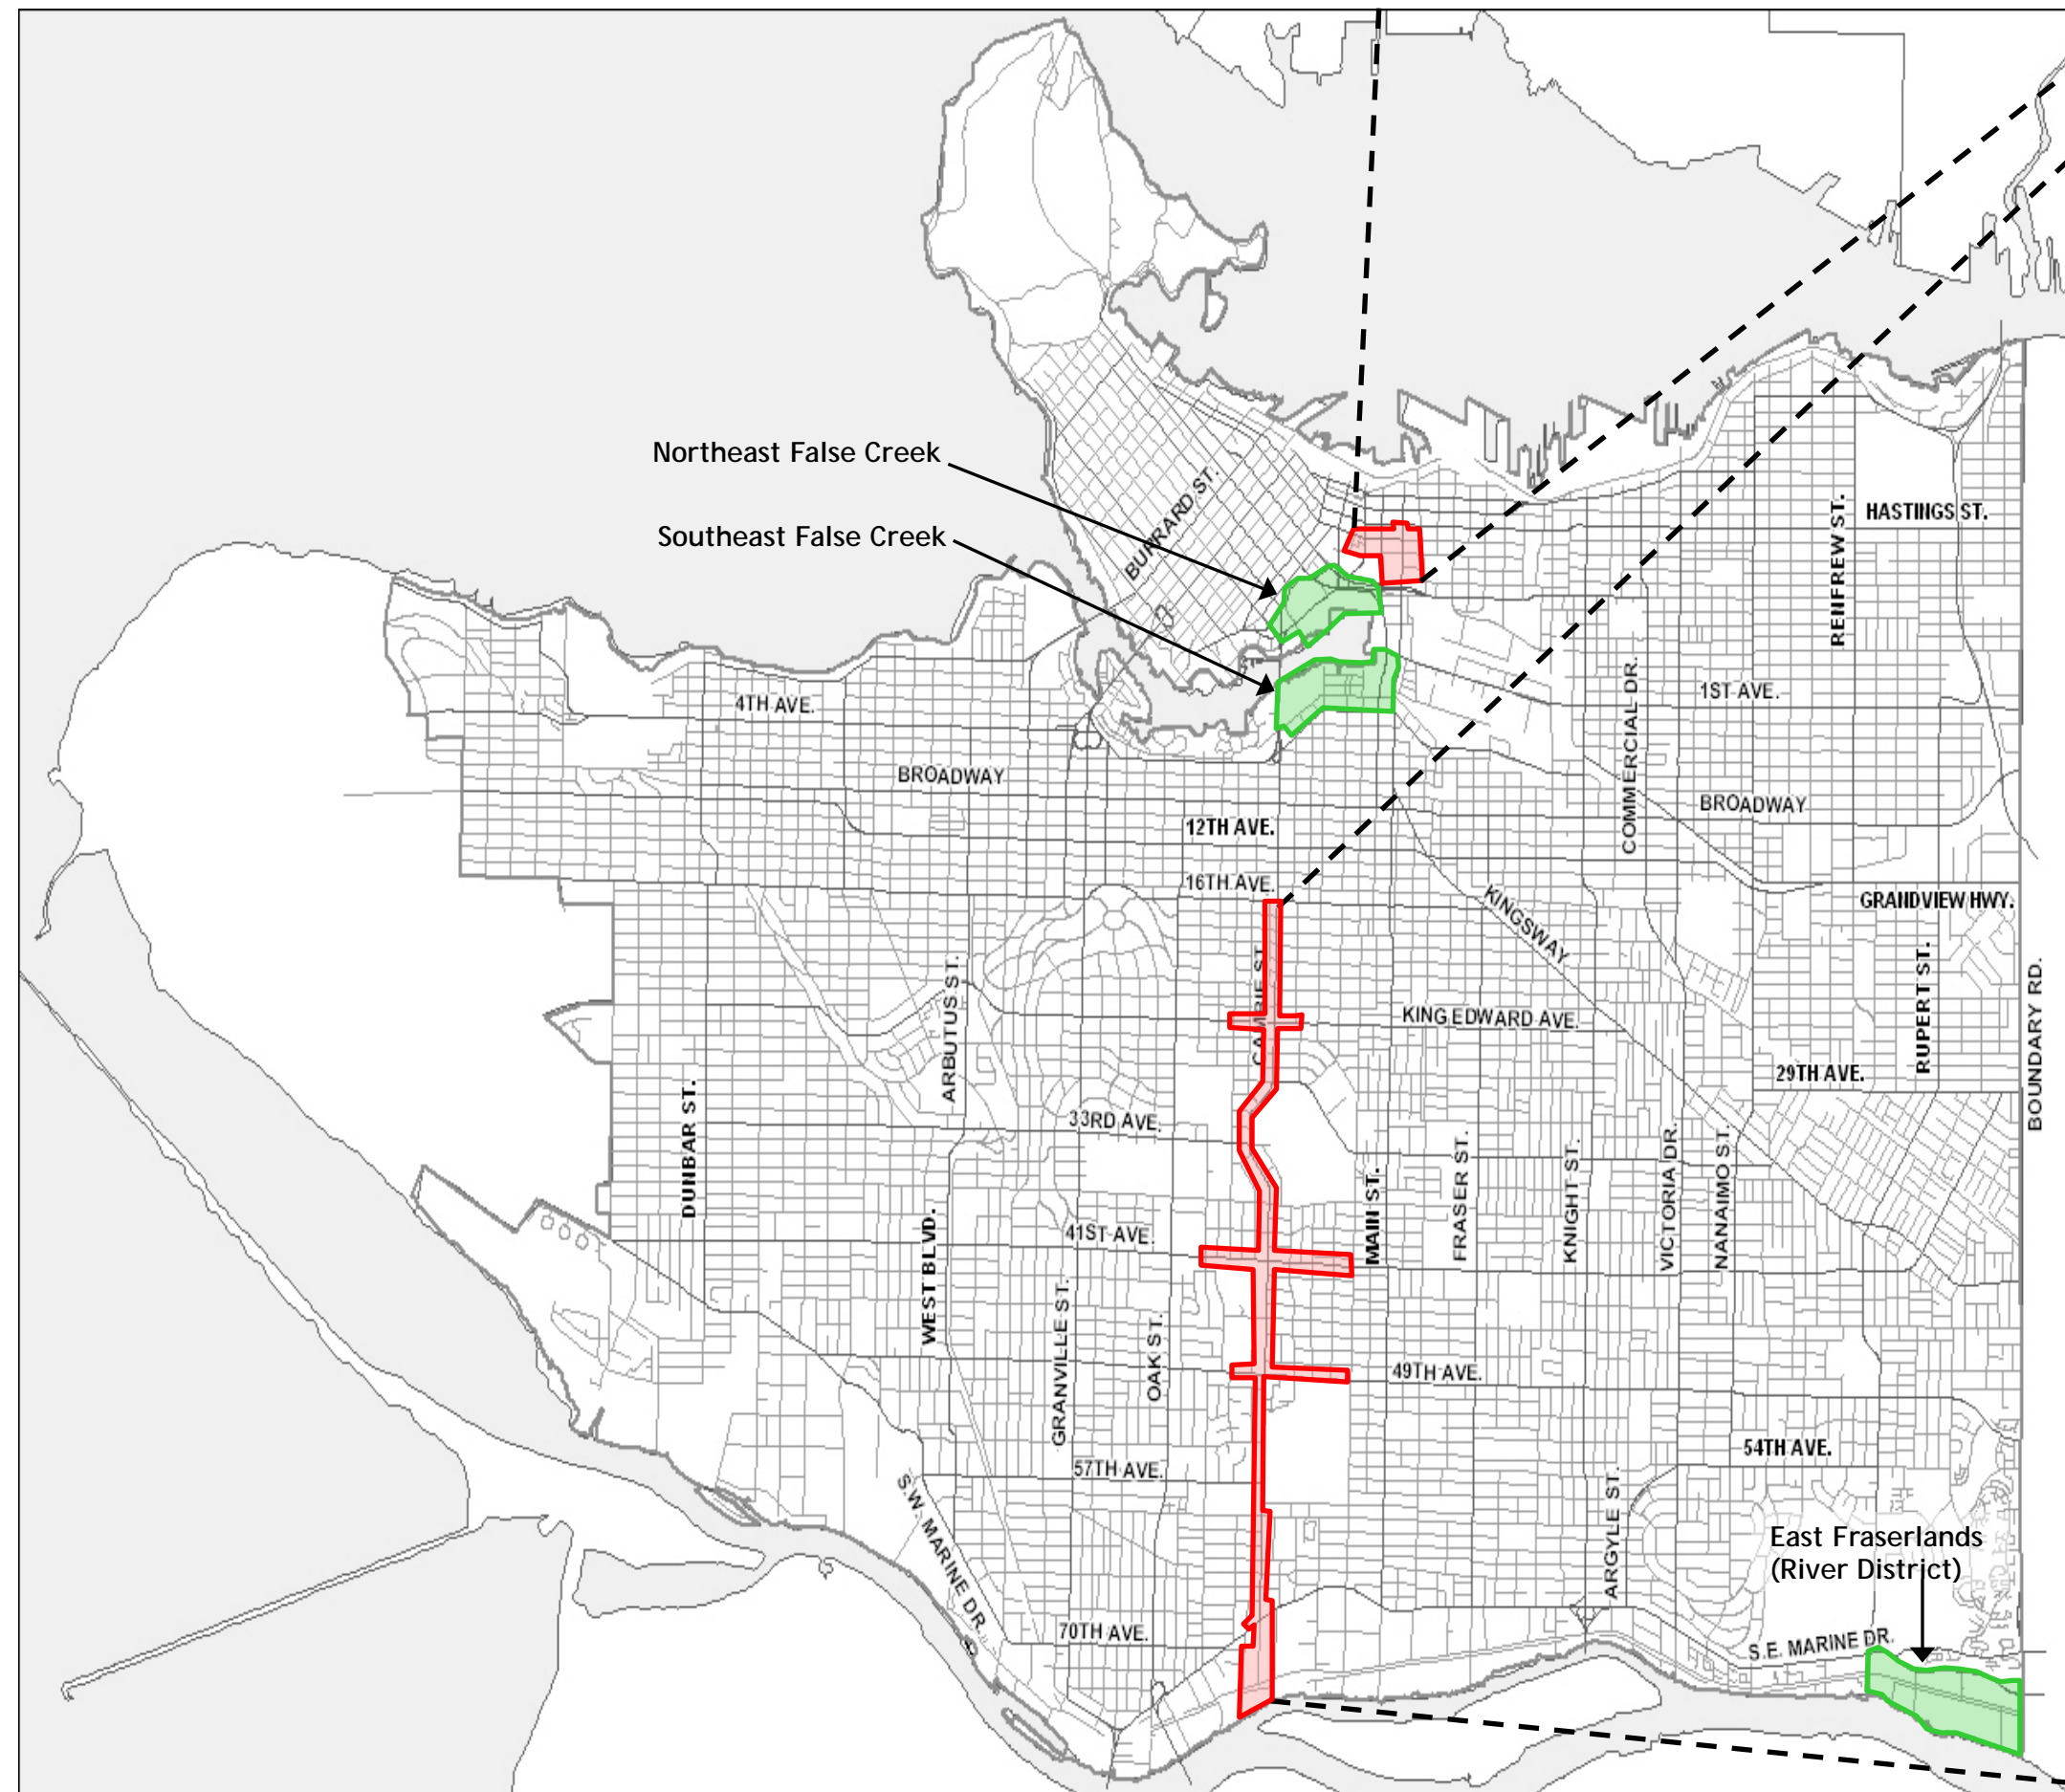 Northeast False Creek
Southeast False Creek
BURRARD ST.
HASTINGS ST.
RENFREW ST.
4TH AVE.
1ST AVE.
COMMERCIAL DR.
BROADWAY
BROADWAY
12TH AVE.
16TH AVE.
KINGSWAY
GRANDVIEW HWY.
CAMBIE ST.
ARBUTUS ST.
KING EDWARD AVE.
RUPERT ST.
BOUNDARY RD.
29TH AVE.
33RD AVE.
DUNBAR ST.
MAIN ST.
FRASER ST.
KNIGHT ST.
VICTORIA DR.
NANAIMO ST.
WEST BLVD.
41ST AVE.
GRANVILLE ST.
OAK ST.
49TH AVE.
54TH AVE.
57TH AVE.
S.W. MARINE DR.
ARGYLE ST.
East Fraserlands
(River District)
70TH AVE.
S.E. MARINE DR.